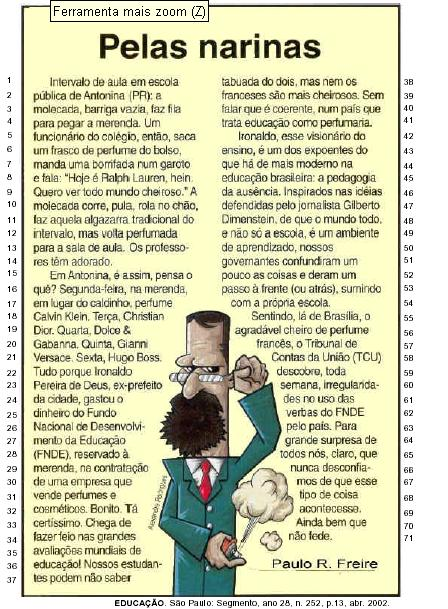 Ferramenta mais zoom (Z)
Pelas narinas
Intervalo de aula em escola
pública de Antonina (PR): a
molecada, barriga vazia, faz fila
para pegar a merenda. Um
funcionário do colégio, então, saca
um frasco de perfume do bolso,
manda uma borrifada num garoto
e fala: "Hoje é Ralph Lauren, hein.
Quero ver todo mundo cheiroso." A
molecada corre, pula, rola no chão,
faz aquela algazarra tradicional do
intervalo, mas volta perfumada
para a sala de aula. Os professo-
res têm adorado.
Em Antonina, é assim, pensa o
quê? Segunda-feira, na merenda,
em lugar do caldinho, perfume
Calvin Klein. Terça, Christian
Dior. Quarta, Dolce &
Gabanna. Quinta, Gianni
Versace. Sexta, Hugo Boss.
Tudo porque Ironaldo
Pereira de Deus, ex-prefeito
da cidade, gastou o
dinheiro do Fundo
Nacional de Desenvolvi-
mento da Educação
(FNDE), reservado à
merenda, na contratação
de uma empresa que
vende perfumes e
cosméticos. Bonito. Tá
certíssimo. Chega de
fazer feio nas grandes
avaliações mundiais de
educação! Nossos estudan-
tes podem não saber
1
2
3
4
5
6
7
8
9
10
11
12
13
14
15
16
17
18
19
20
21
22
23
24
25
26
27
28
29
30
31
32
33
34
35
36
37
tabuada do dois, mas nem os
franceses são mais cheirosos. Sem
falar que é coerente, num país que
trata educação como perfumaria.
Ironaldo, esse visionário do
ensino, é um dos expoentes do
que há de mais moderno na
educação brasileira: a pedagogia
da ausência. Inspirados nas idéias
defendidas pelo jornalista Gilberto
Dimenstein, de que o mundo todo,
e não só a escola, é um ambiente
de aprendizado, nossos
governantes confundiram um
pouco as coisas e deram um
passo à frente (ou atrás), sumindo
com a própria escola.
Sentindo, lá de Brasília, o
agradável cheiro de perfume
francês, o Tribunal de
Contas da União (TCU)
descobre, toda
semana, irregularida-
des no uso das
verbas do FNDE
pelo país. Para
grande surpresa de
todos nós, claro, que
nunca desconfia-
mos de que esse
tipo de coisa
acontecesse.
Ainda bem que
não fede.
38
39
40
41
42
43
44
45
46
47
48
49
50
51
52
53
54
55
56
57
58
59
60
61
62
63
64
65
66
67
68
69
70
71
Alexandre Rodrigues
Paulo R. Freire
EDUCAÇÃO. São Paulo: Segmento, ano 28, n. 252, p.13, abr. 2002.